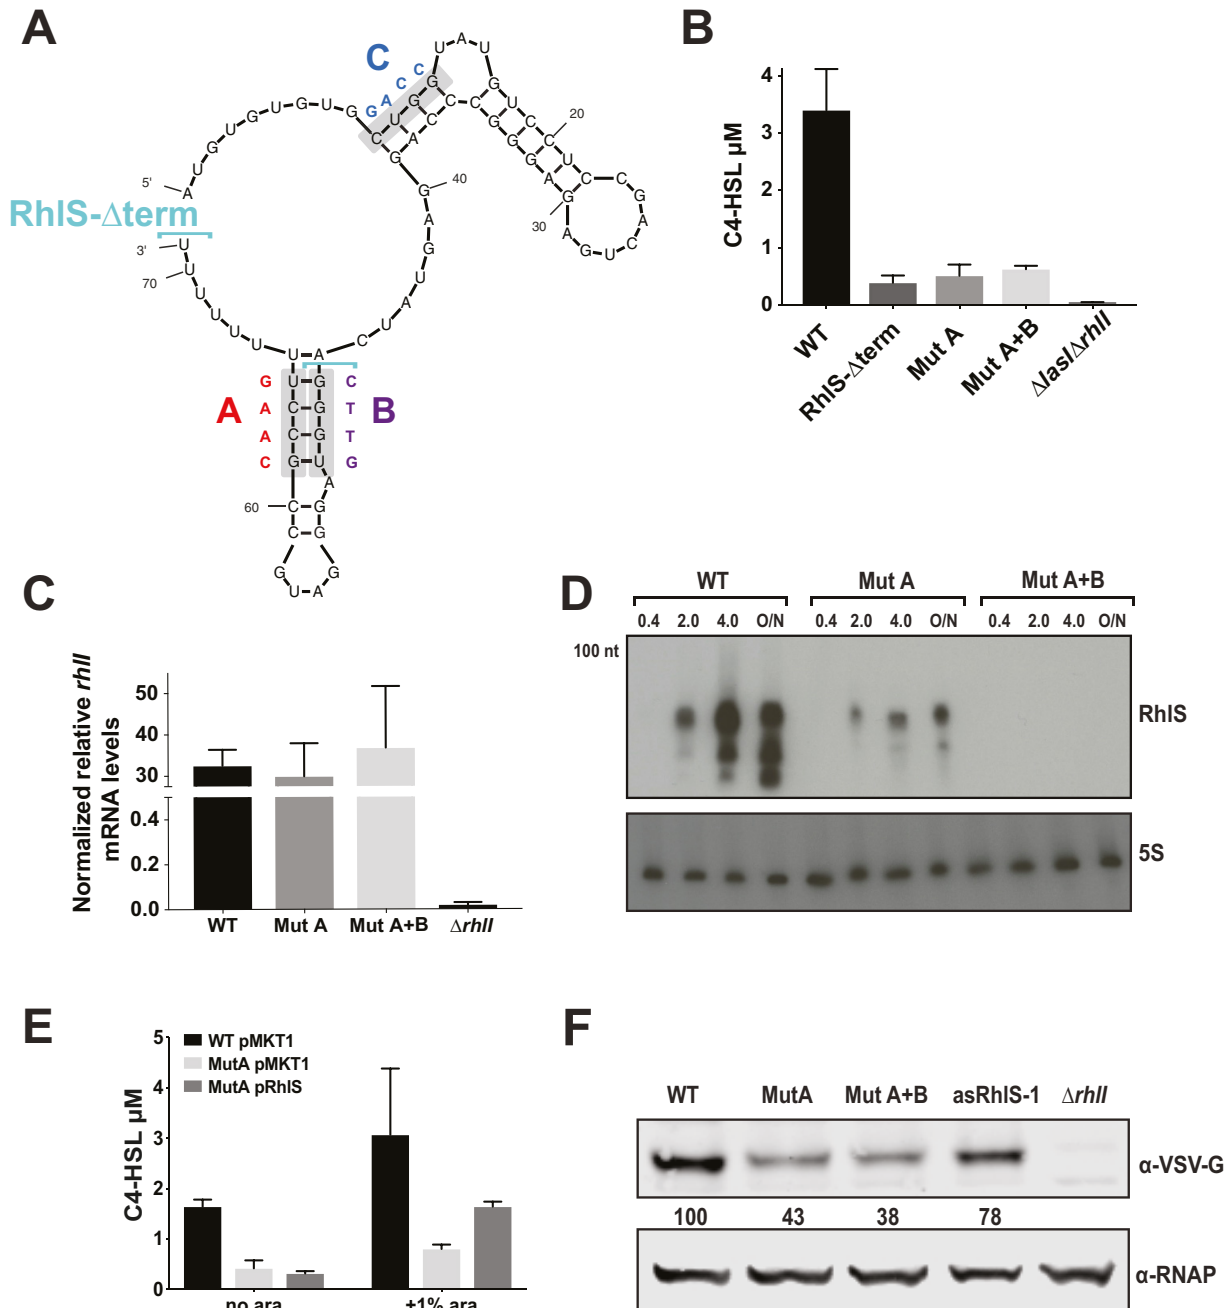 A
C
G A C C
5'
RhlS-Δterm
3'
70
20
30
40
A
G
A
A
C
B
C
T
T
G
60
B
C4-HSL µM
4
3
2
1
0
WT
RhlS-Δterm
Mut A
Mut A+B
ΔlasIΔrhlI
C
Normalized relative rhlI
mRNA levels
50
40
30
0.4
0.2
0.0
WT Mut A Mut A+B ΔrhlI
D
WT Mut A Mut A+B
0.4 2.0 4.0 O/N 0.4 2.0 4.0 O/N 0.4 2.0 4.0 O/N
100 nt
RhlS
5S
E
C4-HSL µM
5
4
3
2
1
0
WT pMKT1
MutA pMKT1
MutA pRhlS
no ara +1% ara
F
WT MutA Mut A+B asRhlS-1 ΔrhlI
α-VSV-G
100 43 38 78
α-RNAP